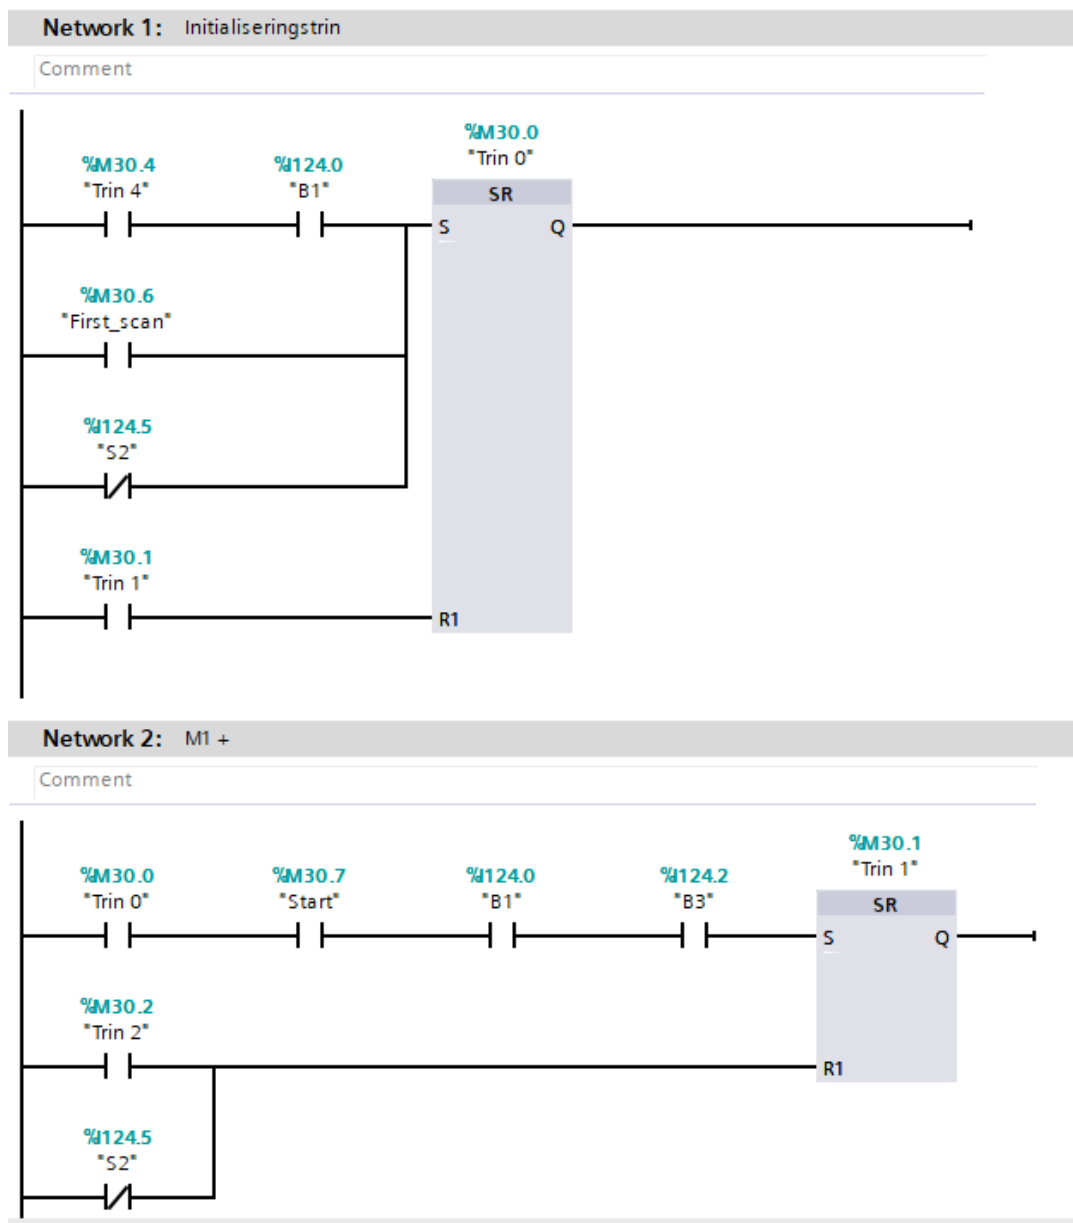 Network 1: Initialiseringstrin
Comment
%M30.0
"Trin 0"
%M30.4 %I124.0
"Trin 4" "B1"
SR
S Q
%M30.6
"First_scan"
%I124.5
"S2"
%M30.1
"Trin 1"
R1
Network 2: M1 +
Comment
%M30.1
"Trin 1"
%M30.0 %M30.7 %I124.0 %I124.2
"Trin 0" "Start" "B1" "B3"
SR
S Q
%M30.2
"Trin 2"
R1
%I124.5
"S2"